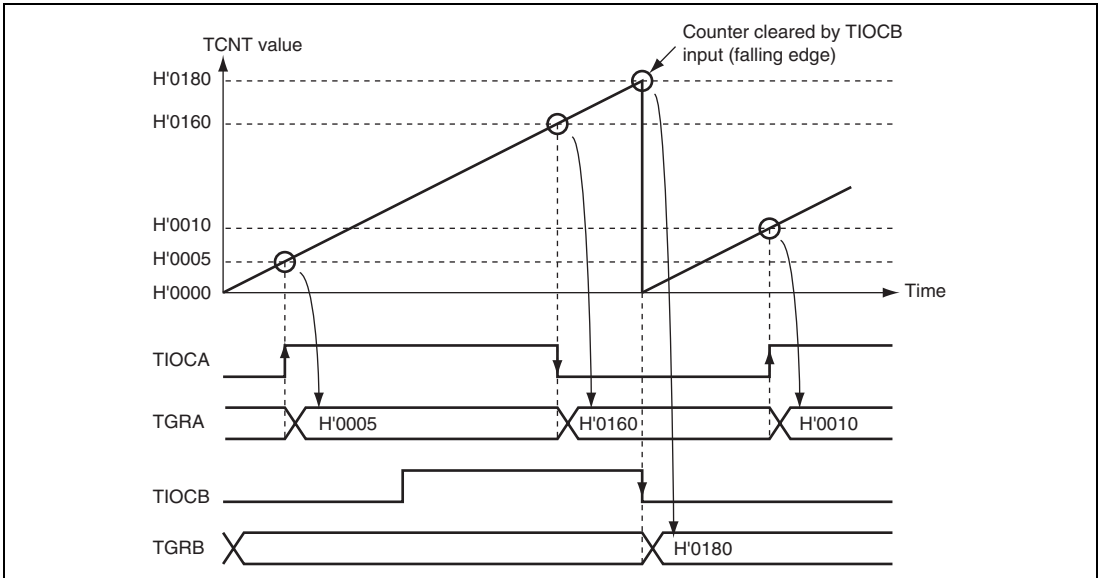 Counter cleared by TIOCB
input (falling edge)
TCNT value
H'0180
H'0160
H'0010
H'0005
H'0000
Time
TIOCA
TGRA
H'0005
H'0160
H'0010
TIOCB
TGRB
H'0180